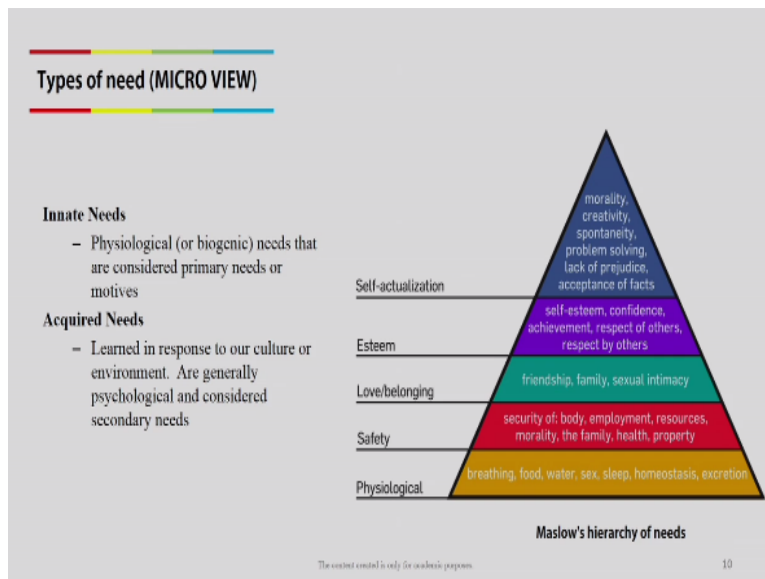 Types of need (MICRO VIEW)
Innate Needs
– Physiological (or biogenic) needs that
are considered primary needs or
motives
Acquired Needs
– Learned in response to our culture or
environment. Are generally
psychological and considered
secondary needs
morality,
creativity,
spontaneity,
problem solving,
lack of prejudice,
acceptance of facts
Self-actualization
self-esteem, confidence,
achievement, respect of others,
respect by others
Esteem
friendship, family, sexual intimacy
Love/belonging
security of: body, employment, resources,
morality, the family, health, property
Safety
breathing, food, water, sex, sleep, homeostasis, excretion
Physiological
Maslow's hierarchy of needs
The content created is only for academic purposes.
10